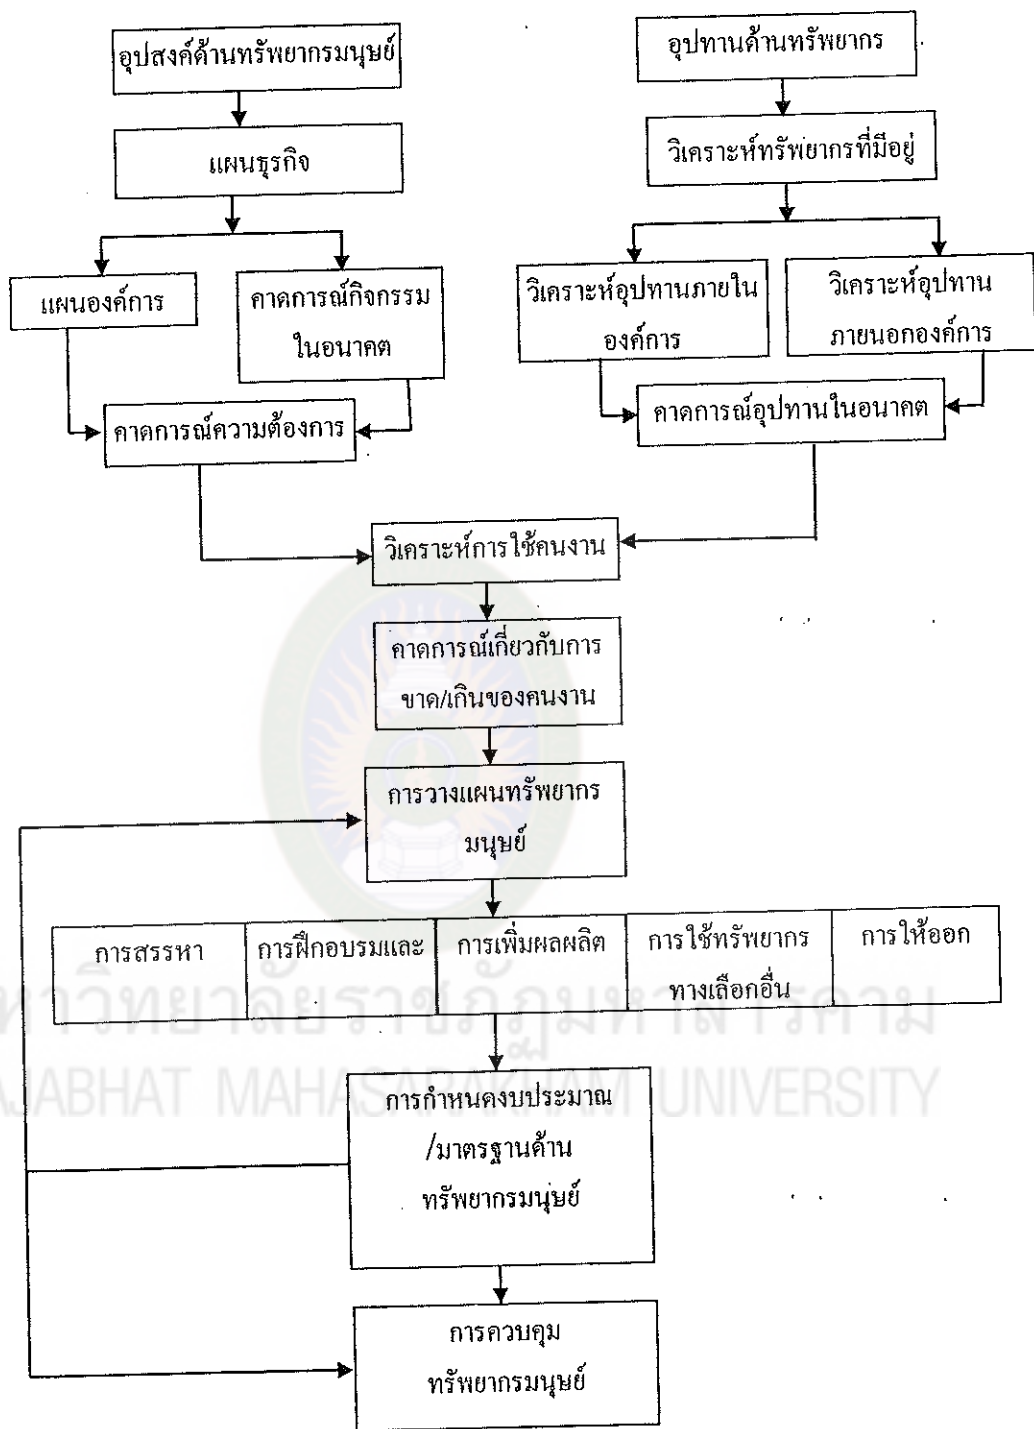 อุปสงค์ด้านทรัพยากรมนุษย์
อุปทานด้านทรัพยากร
แผนธุรกิจ
วิเคราะห์ทรัพยากรที่มีอยู่
แผนองค์การ
คาดการณ์กิจกรรม
ในอนาคต
วิเคราะห์อุปทานภายใน
องค์การ
วิเคราะห์อุปทาน
ภายนอกองค์การ
คาดการณ์ความต้องการ
คาดการณ์อุปทานในอนาคต
วิเคราะห์การใช้คนงาน
คาดการณ์เกี่ยวกับการ
ขาด/เกินของคนงาน
การวางแผนทรัพยากร
มนุษย์
การสรรหา
การฝึกอบรมและ
การเพิ่มผลผลิต
การใช้ทรัพยากร
ทางเลือกอื่น
การให้ออก
หาวิทยาลัยราชภัฏมหาสารคาม
JABHAT MAHASARAKHAM UNIVERSITY
การกำหนดงบประมาณ
/มาตรฐานด้าน
ทรัพยากรมนุษย์
การควบคุม
ทรัพยากรมนุษย์